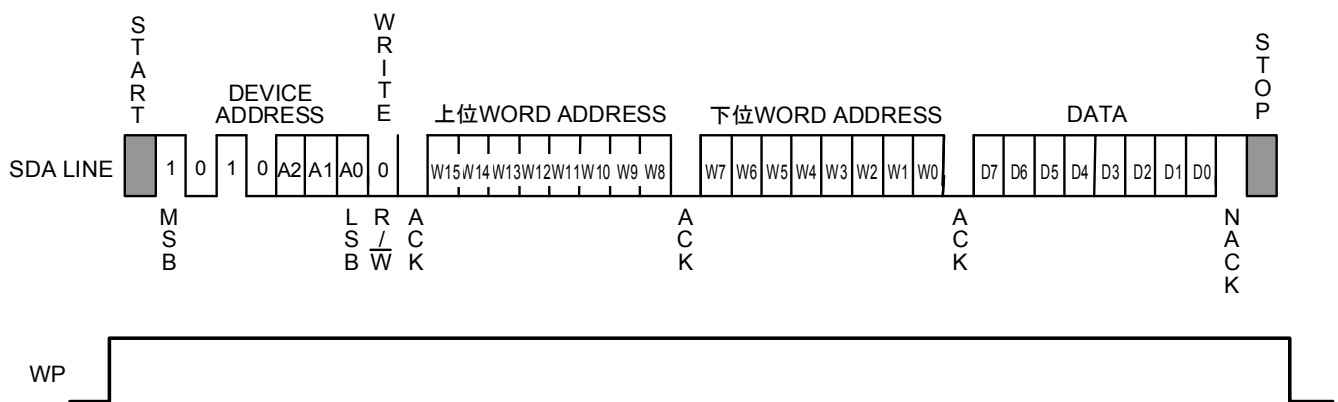 START
WRITE
STOP
DEVICE
ADDRESS
上位WORD ADDRESS
下位WORD ADDRESS
DATA
SDA LINE
1 0 1 0 A2 A1 A0 0
W15 W14 W13 W12 W11 W10 W9 W8
W7 W6 W5 W4 W3 W2 W1 W0
D7 D6 D5 D4 D3 D2 D1 D0
MSB
LSB
R/W
ACK
ACK
ACK
NACK
WP